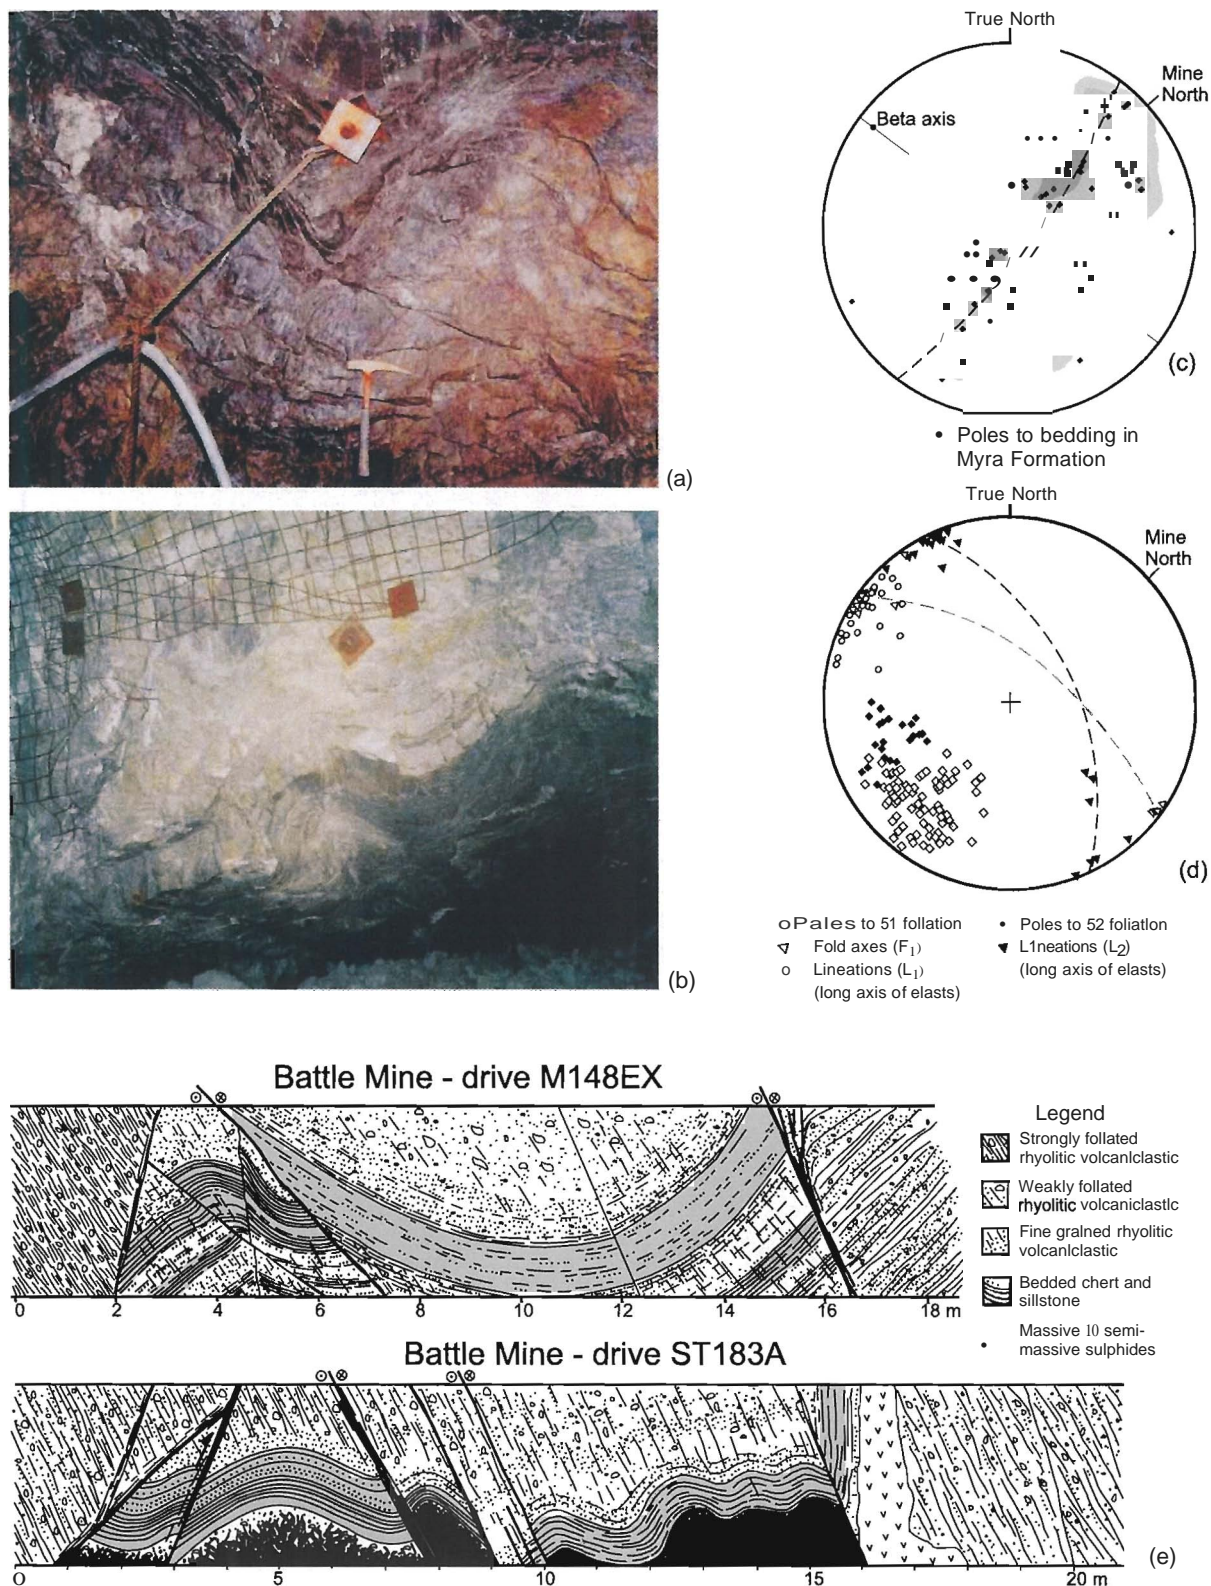 True North
Mine
North
Beta axis
(c)
• Poles to bedding in
Myra Formation
(a)
True North
Mine
North
(d)
oPales to 51 follation
Fold axes (F1)
o Lineations (L1)
(long axis of elasts)
• Poles to 52 foliatlon
L1neations (L2)
(long axis of elasts)
(b)
Battle Mine - drive M148EX
0 2 4 6 8 10 12 14 16 18 m
Legend
Strongly follated
rhyolitic volcanlclastic
Weakly follated
rhyolitic volcaniclastlc
Fine gralned rhyolitic
volcanlclastic
Bedded chert and
sillstone
• Massive 10 semi-
massive sulphides
Battle Mine - drive ST183A
O 5 10 15 20 m
(e)